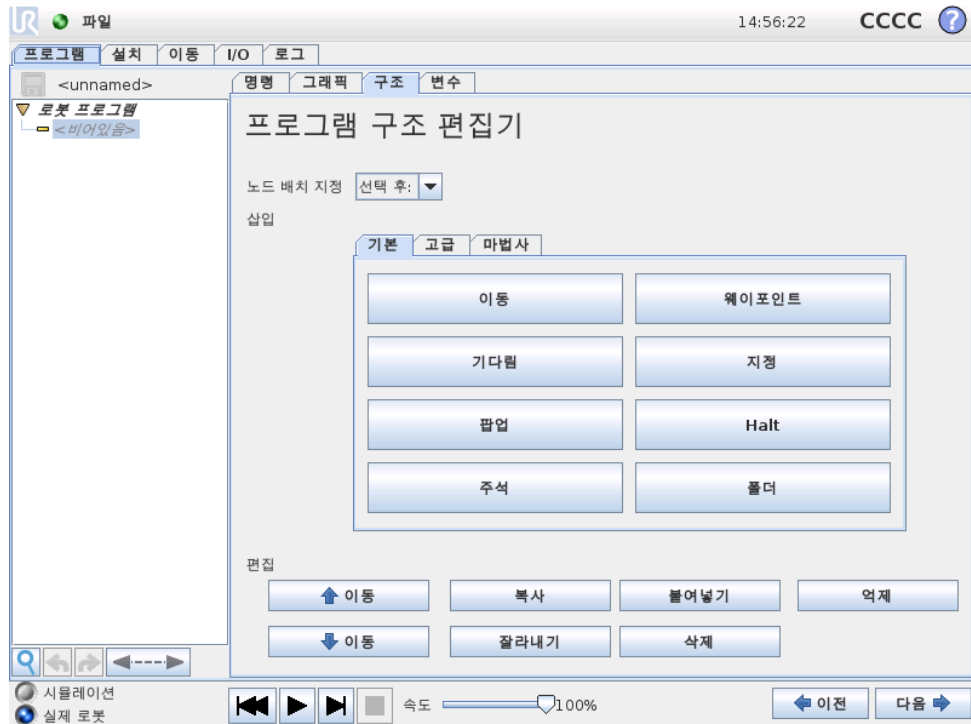 파일 14:56:22 CCCC ?
프로그램 설치 이동 I/O 로그
<unnamed> 명령 그래픽 구조 변수
로봇 프로그램
<비어있음>
프로그램 구조 편집기
노드 배치 지정 선택 후:
삽입
기본 고급 마법사
이동 웨이포인트
기다림 지정
팝업 Halt
주석 폴더
편집
이동 복사 붙여넣기 억제
이동 잘라내기 삭제
시뮬레이션
실제 로봇
속도 100% 이전 다음